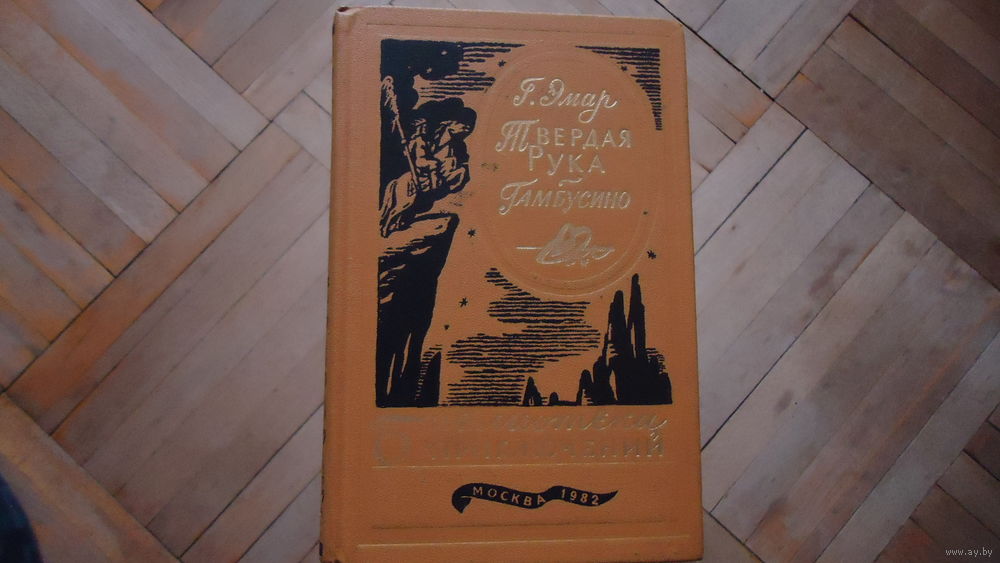 Г. Эмар
ТВЕРДАЯ
РУКА
ГАМБУСИНО
Библиотека
ПРИКЛЮЧЕНИЙ
МОСКВА 1982
www.ay.by